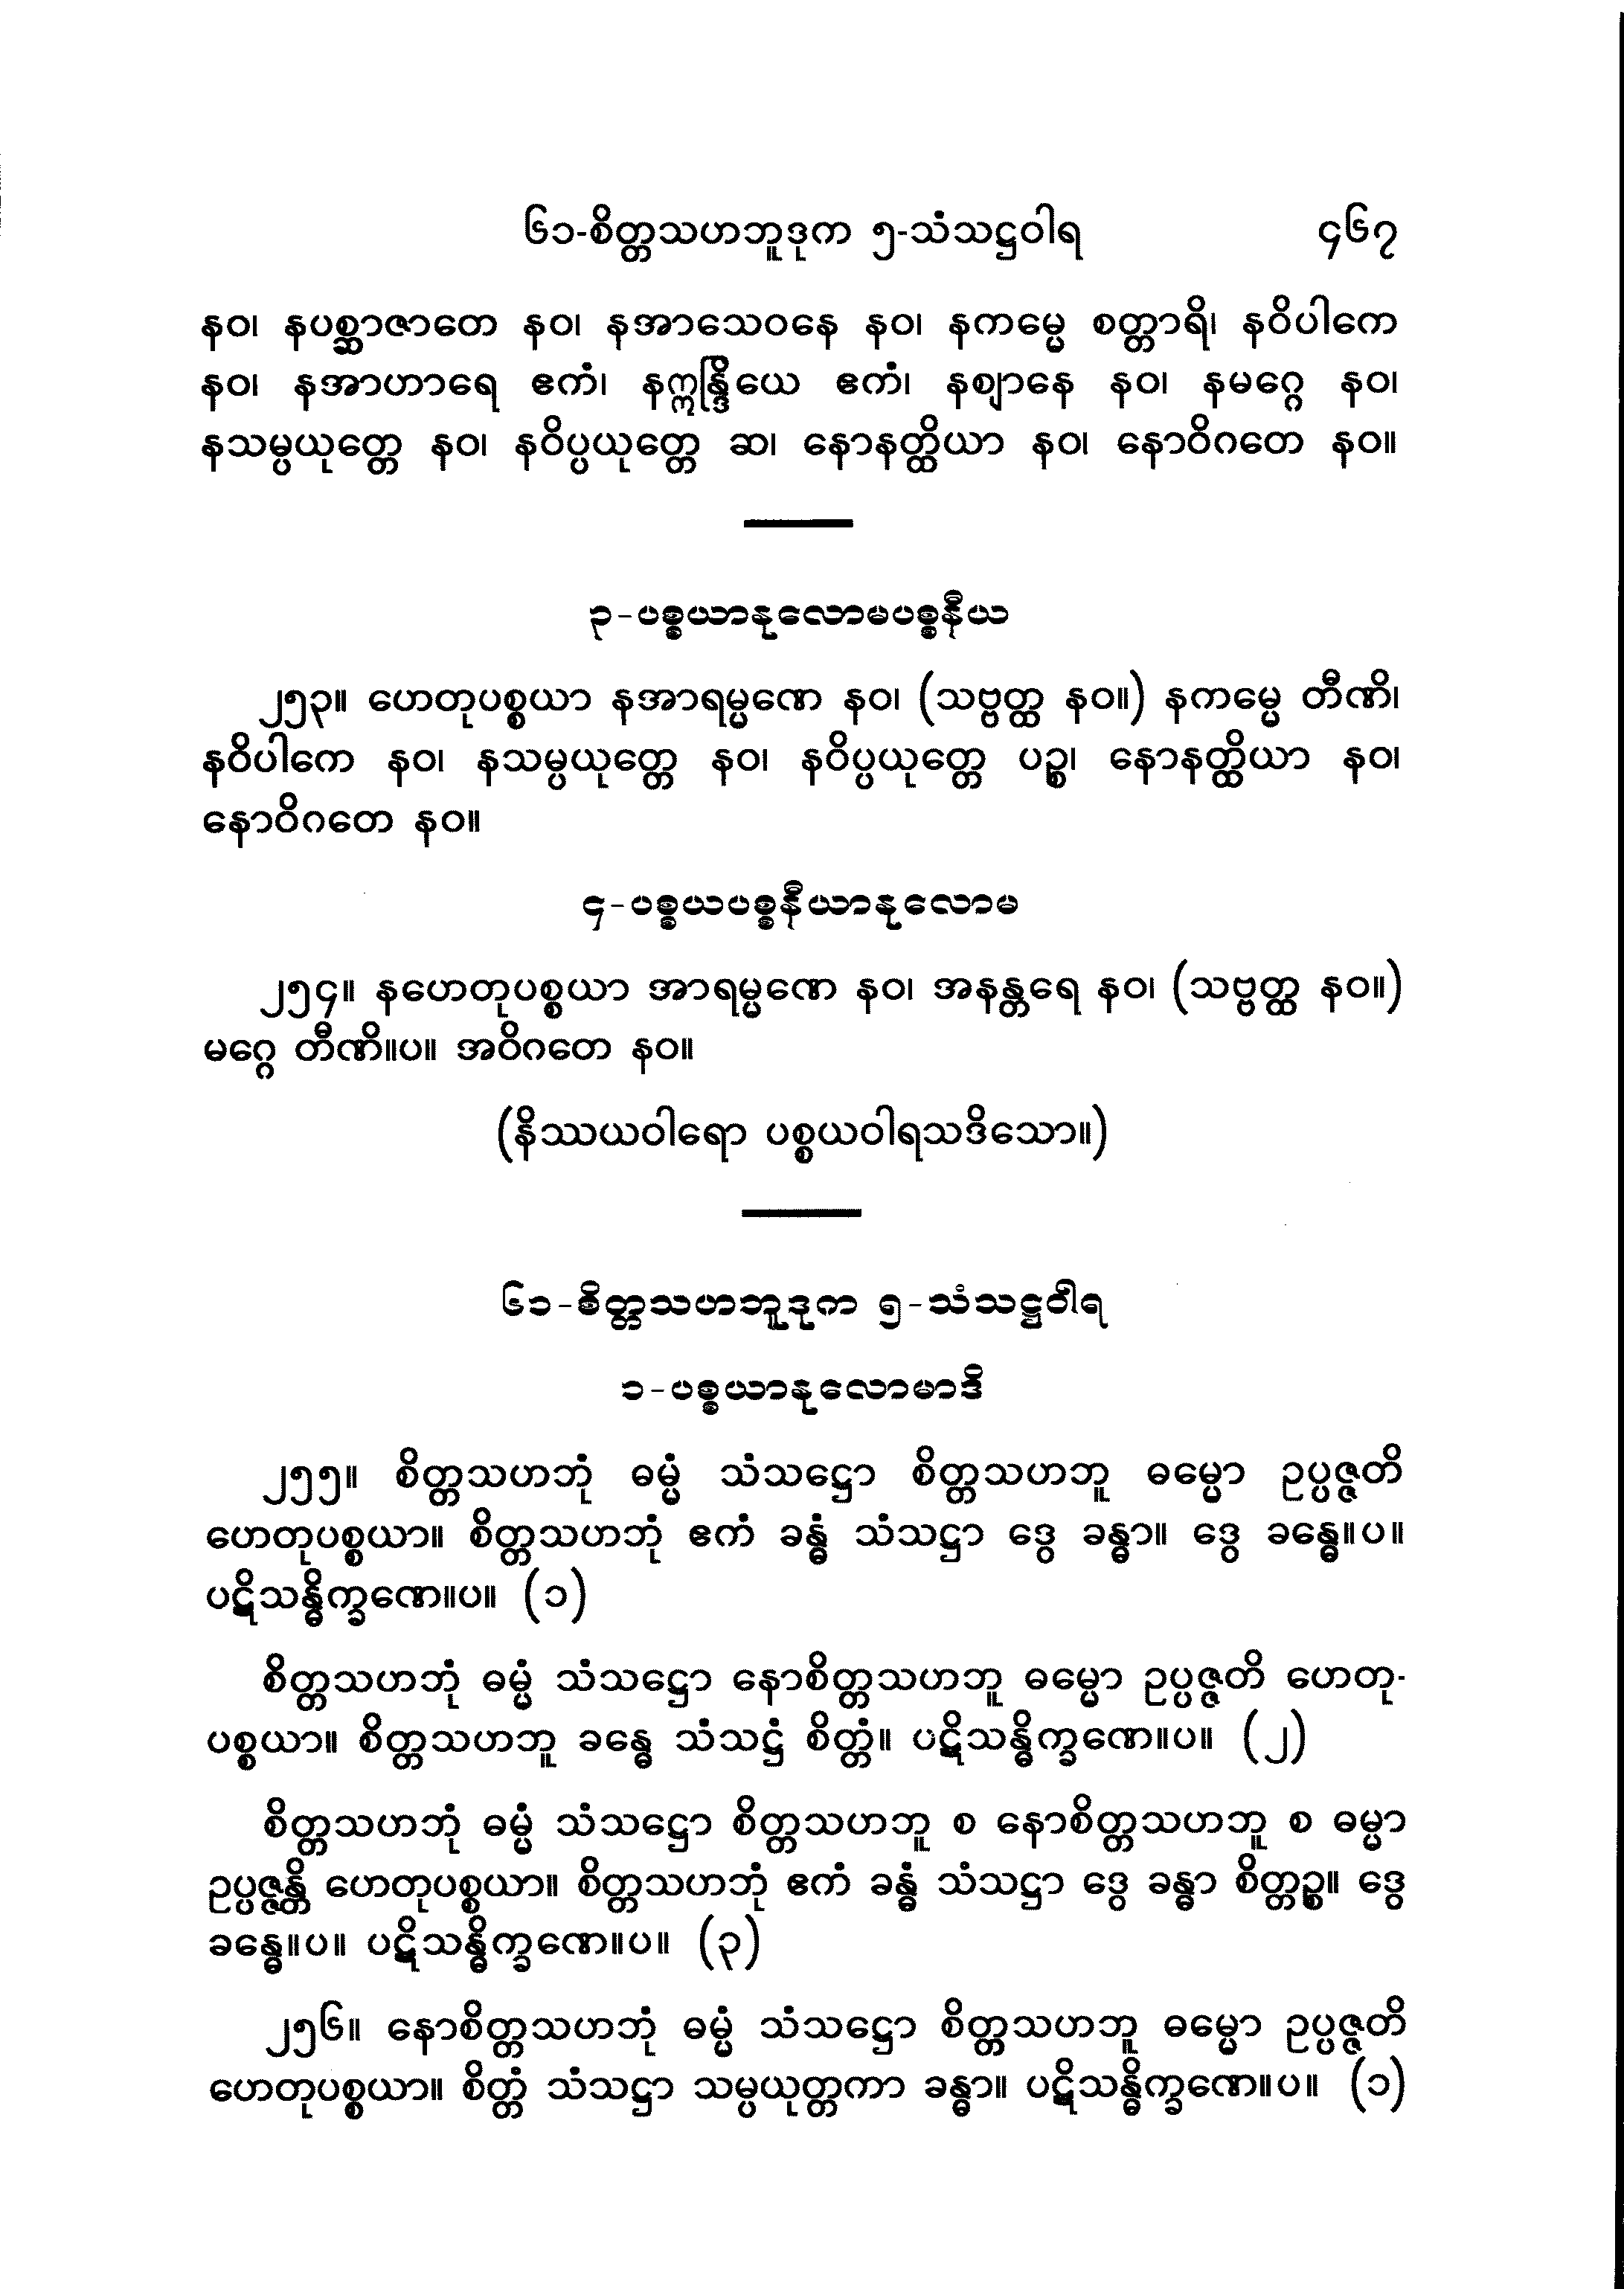 ၆၁-စိတ္တသဟဘူဒုက ၅-သံသဋ္ဌဝါရ ၄၆၇
နဝ၊ နပစ္ဆာဇာတေ နဝ၊ နအာသေဝနေ နဝ၊ နကမ္မေ စတ္တာရိ၊ နဝိပါကေ
နဝ၊ နအာဟာရေ ဧကံ၊ နဣန္ဒြိယေ ဧကံ၊ နဈာနေ နဝ၊ နမဂ္ဂေ နဝ၊
နသမ္ပယုတ္တေ နဝ၊ နဝိပ္ပယုတ္တေ ဆ၊ နောနတ္ထိယာ နဝ၊ နောဝိဂတေ နဝ။
၃-ပစ္စယာနုလောမပစ္စနီယ
၂၅၃။ ဟေတုပစ္စယာ နအာရမ္မဏေ နဝ၊ (သဗ္ဗတ္ထ နဝ။) နကမ္မေ တီဏိ၊
နဝိပါကေ နဝ၊ နသမ္ပယုတ္တေ နဝ၊ နဝိပ္ပယုတ္တေ ပဉ္စ၊ နောနတ္ထိယာ နဝ၊
နောဝိဂတေ နဝ။
၄-ပစ္စယပစ္စနီယာနုလောမ
၂၅၄။ နဟေတုပစ္စယာ အာရမ္မဏေ နဝ၊ အနန္တရေ နဝ၊ (သဗ္ဗတ္ထ နဝ။)
မဂ္ဂေ တီဏိ။ပ။ အဝိဂတေ နဝ။
(နိဿယဝါရော ပစ္စယဝါရသဒိသော။)
၆၁-စိတ္တသဟဘူဒုက ၅-သံသဋ္ဌဝါရ
၁-ပစ္စယာနုလောမာဒိ
၂၅၅။ စိတ္တသဟဘုံ ဓမ္မံ သံသဋ္ဌော စိတ္တသဟဘူ ဓမ္မော ဥပ္ပဇ္ဇတိ
ဟေတုပစ္စယာ။ စိတ္တသဟဘုံ ဧကံ ခန္ဓံ သံသဋ္ဌာ ဒွေ ခန္ဓာ။ ဒွေ ခန္ဓေ။ပ။
ပဋိသန္ဓိက္ခဏေ။ပ။ (၁)
စိတ္တသဟဘုံ ဓမ္မံ သံသဋ္ဌော နောစိတ္တသဟဘူ ဓမ္မော ဥပ္ပဇ္ဇတိ ဟေတု-
ပစ္စယာ။ စိတ္တသဟဘူ ခန္ဓေ သံသဋ္ဌံ စိတ္တံ။ ပဋိသန္ဓိက္ခဏေ။ပ။ (၂)
စိတ္တသဟဘုံ ဓမ္မံ သံသဋ္ဌော စိတ္တသဟဘူ စ နောစိတ္တသဟဘူ စ ဓမ္မာ
ဥပ္ပဇ္ဇန္တိ ဟေတုပစ္စယာ။ စိတ္တသဟဘုံ ဧကံ ခန္ဓံ သံသဋ္ဌာ ဒွေ ခန္ဓာ စိတ္တဉ္စ။ ဒွေ
ခန္ဓေ။ပ။ ပဋိသန္ဓိက္ခဏေ။ပ။ (၃)
၂၅၆။ နောစိတ္တသဟဘုံ ဓမ္မံ သံသဋ္ဌော စိတ္တသဟဘူ ဓမ္မော ဥပ္ပဇ္ဇတိ
ဟေတုပစ္စယာ။ စိတ္တံ သံသဋ္ဌာ သမ္ပယုတ္တကာ ခန္ဓာ။ ပဋိသန္ဓိက္ခဏေ။ပ။ (၁)